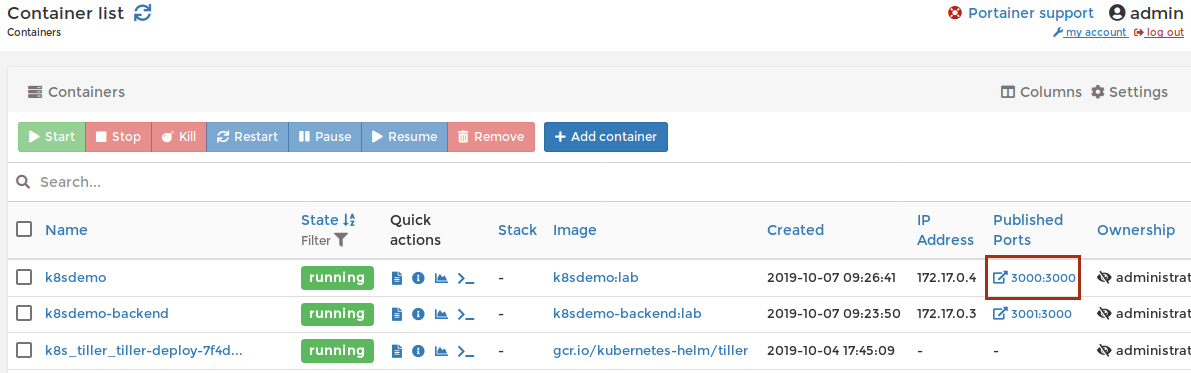 Container list
Portainer support admin
Containers
my account log out
Containers
Columns Settings
Start Stop Kill Restart Pause Resume Remove Add container
Search...
Name State Filter Quick actions Stack Image Created IP Address Published Ports Ownership
k8sdemo running - k8sdemo:lab 2019-10-07 09:26:41 172.17.0.4 3000:3000 administrat
k8sdemo-backend running - k8sdemo-backend:lab 2019-10-07 09:23:50 172.17.0.3 3001:3000 administrat
k8s_tiller_tiller-deploy-7f4d... running - gcr.io/kubernetes-helm/tiller 2019-10-04 17:45:09 - - administrat